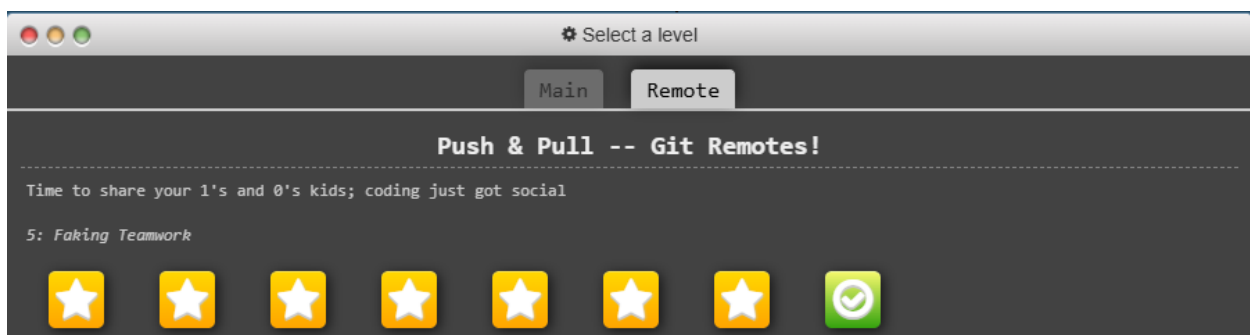 Select a level
Main
Remote
Push & Pull -- Git Remotes!
Time to share your 1's and 0's kids; coding just got social
5: Faking Teamwork